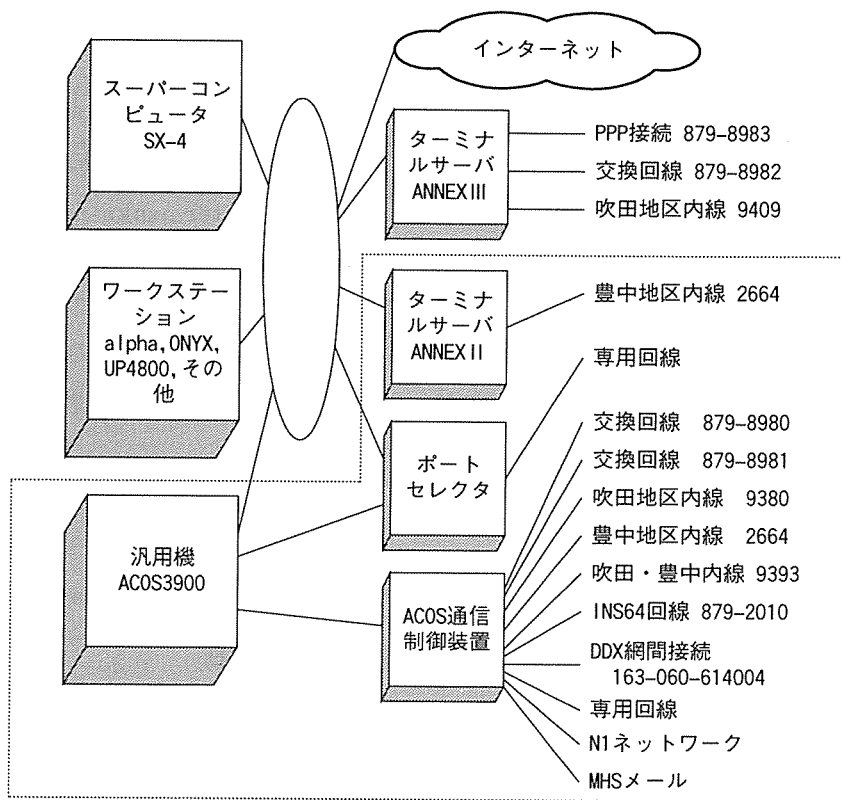 インターネット
スーパーコン
ピュータ
SX-4
ターミナ
ルサーバ
ANNEXIII
PPP接続 879-8983
交換回線 879-8982
吹田地区内線 9409
ワークステー
ション
alpha,ONYX,
UP4800,その
他
ターミナ
ルサーバ
ANNEXII
豊中地区内線 2664
専用回線
ポート
セレクタ
汎用機
ACOS3900
ACOS通信
制御装置
交換回線 879-8980
交換回線 879-8981
吹田地区内線 9380
豊中地区内線 2664
吹田・豊中内線 9393
INS64回線 879-2010
DDX網間接続
163-060-614004
専用回線
N1ネットワーク
MHSメール